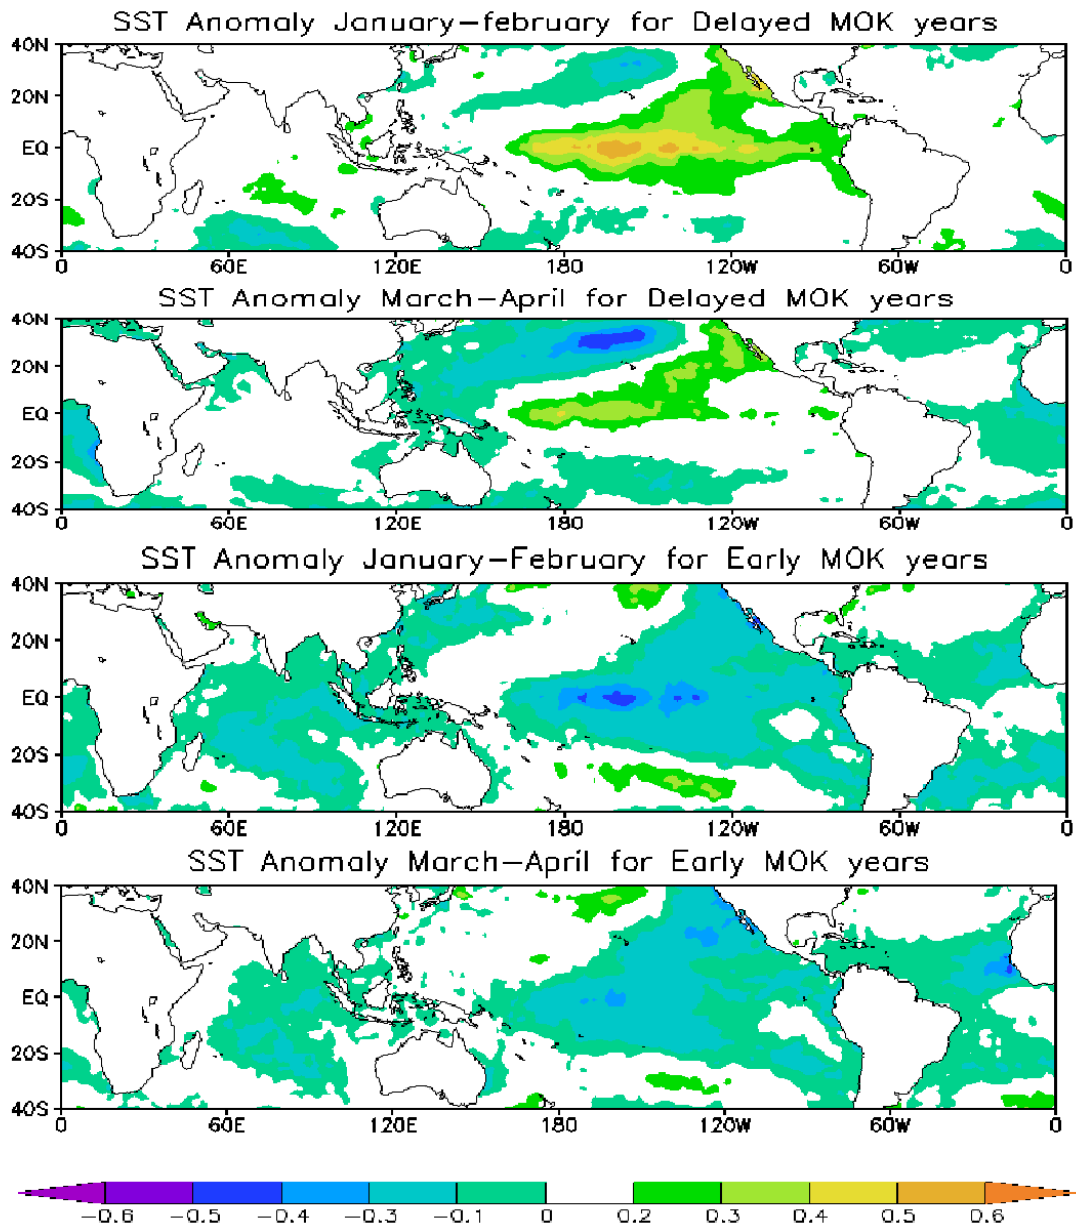 SST Anomaly January-february for Delayed MOK years
40N
20N
EQ
20S
40S
0 60E 120E 180 120W 60W 0
SST Anomaly March-April for Delayed MOK years
40N
20N
EQ
20S
40S
0 60E 120E 180 120W 60W 0
SST Anomaly January-February for Early MOK years
40N
20N
EQ
20S
40S
0 60E 120E 180 120W 60W 0
SST Anomaly March-April for Early MOK years
40N
20N
EQ
20S
40S
0 60E 120E 180 120W 60W 0
-0.6 -0.5 -0.4 -0.3 -0.1 0 0.2 0.3 0.4 0.5 0.6